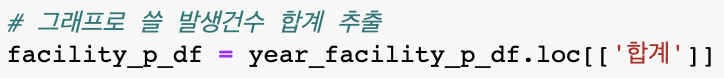 # 그래프로 쓸 발생건수 합계 추출
facility_p_df = year_facility_p_df.loc[['합계']]